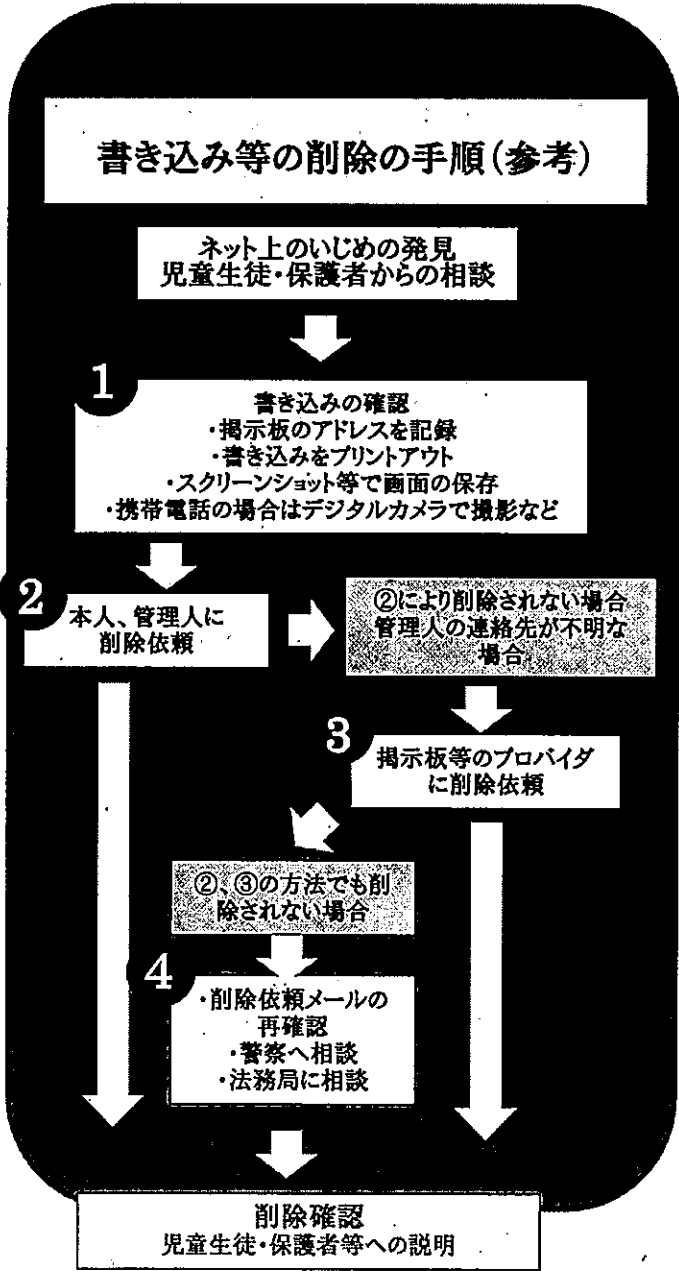 書き込み等の削除の手順(参考)
ネット上のいじめの発見
児童生徒・保護者からの相談
1
書き込みの確認
・掲示板のアドレスを記録
・書き込みをプリントアウト
・スクリーンショット等で画面の保存
・携帯電話の場合はデジタルカメラで撮影など
2
本人、管理人に
削除依頼
②により削除されない場合
管理人の連絡先が不明な
場合
3
掲示板等のプロバイダ
に削除依頼
②、③の方法でも削
除されない場合
4
・削除依頼メールの
再確認
・警察へ相談
・法務局に相談
削除確認
児童生徒・保護者等への説明